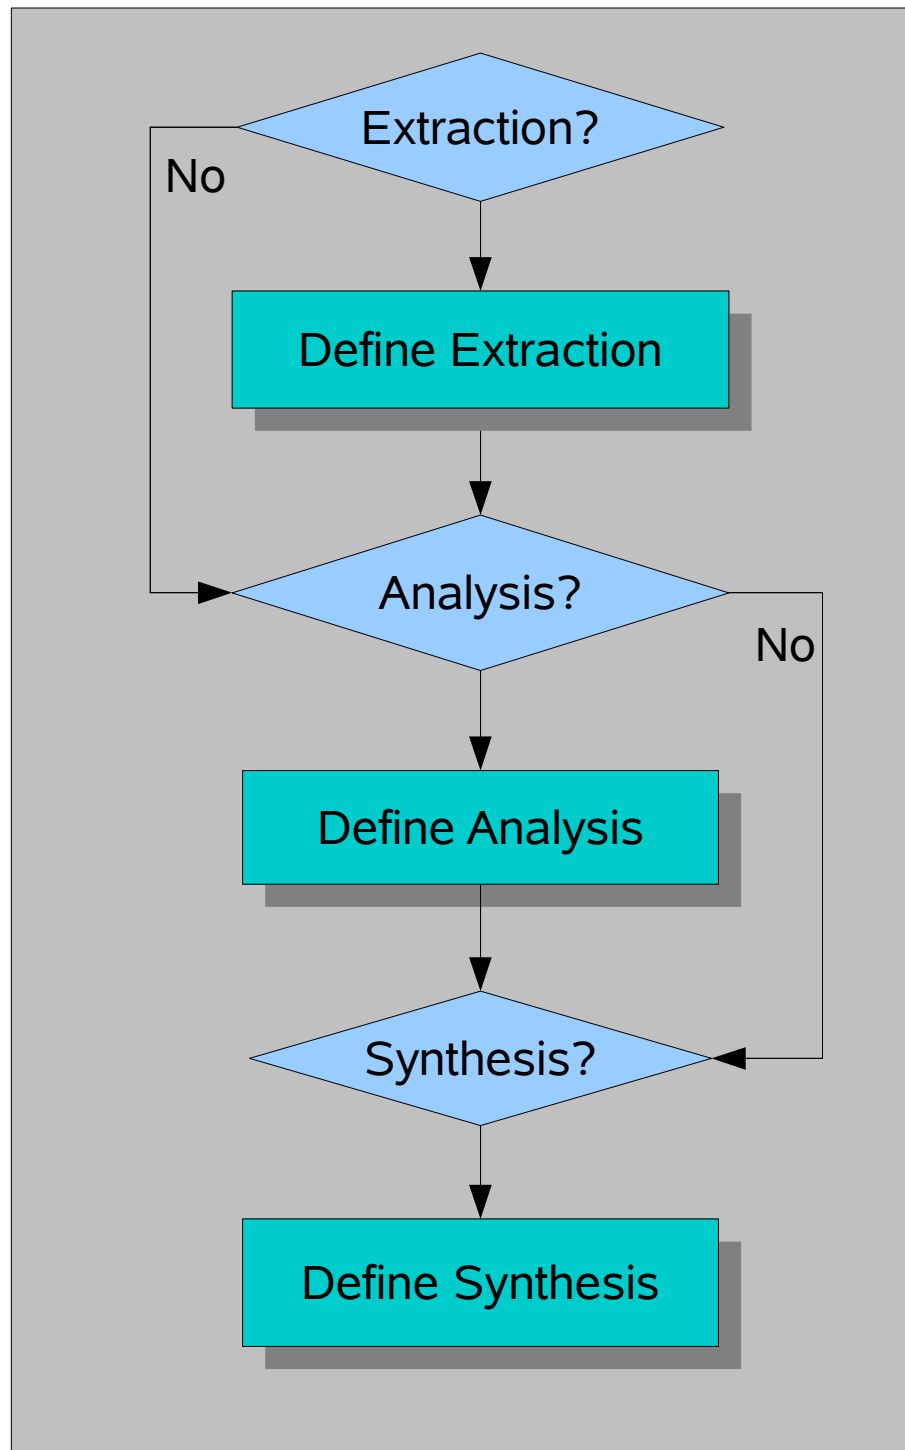 Extraction?
No
Define Extraction
Analysis?
No
Define Analysis
Synthesis?
Define Synthesis